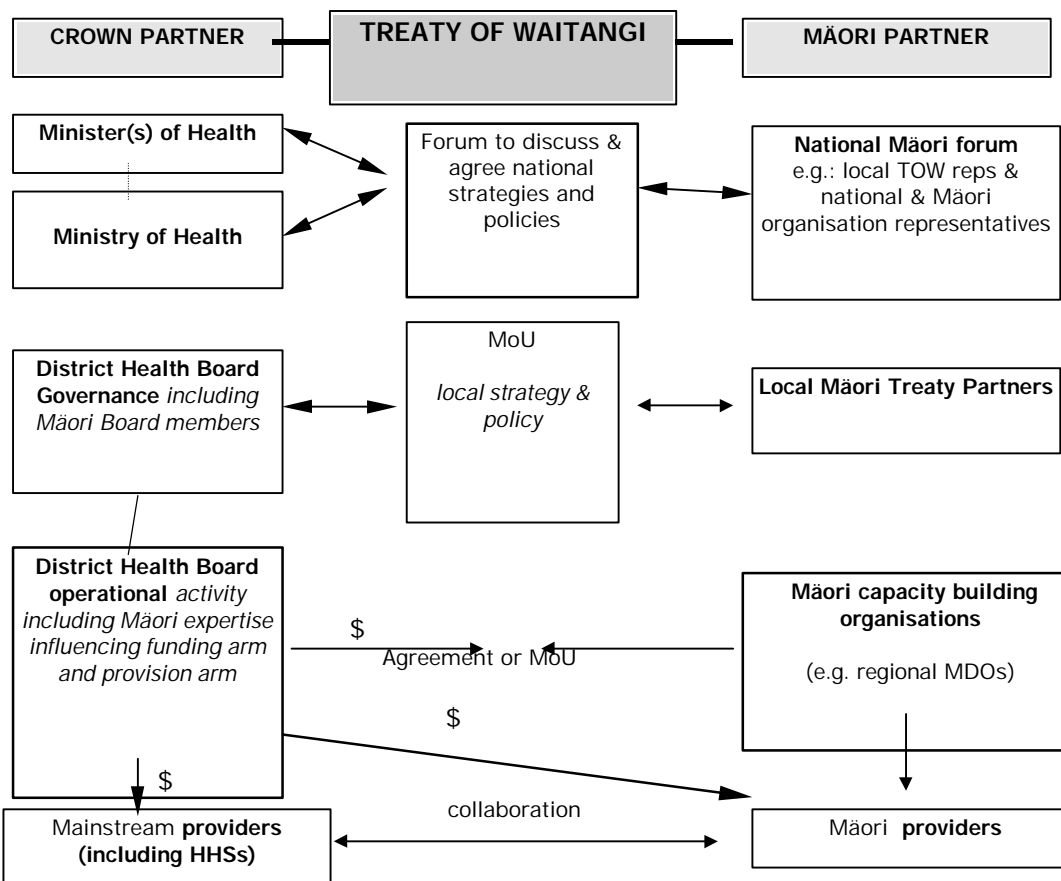 CROWN PARTNER
TREATY OF WAITANGI
MÄORI PARTNER
Minister(s) of Health
Ministry of Health
Forum to discuss &
agree national
strategies and
policies
National Mäori forum
e.g.: local TOW reps &
national & Mäori
organisation representatives
District Health Board
Governance including
Mäori Board members
MoU
local strategy &
policy
Local Mäori Treaty Partners
District Health Board
operational activity
including Mäori expertise
influencing funding arm
and provision arm
$
Agreement or MoU
Mäori capacity building
organisations
(e.g. regional MDOs)
$
$
Mainstream providers
(including HHSs)
collaboration
Mäori providers